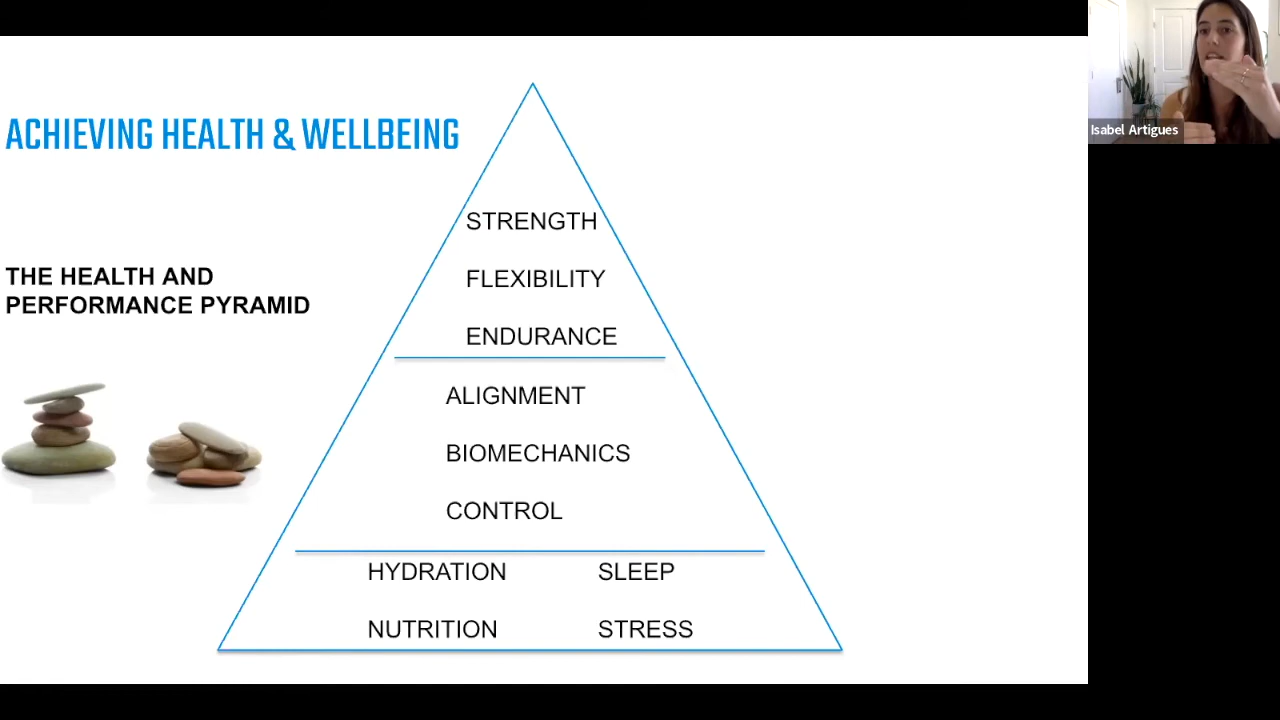 ACHIEVING HEALTH & WELLBEING
THE HEALTH AND
PERFORMANCE PYRAMID
STRENGTH
FLEXIBILITY
ENDURANCE
ALIGNMENT
BIOMECHANICS
CONTROL
HYDRATION SLEEP
NUTRITION STRESS
Isabel Artigues